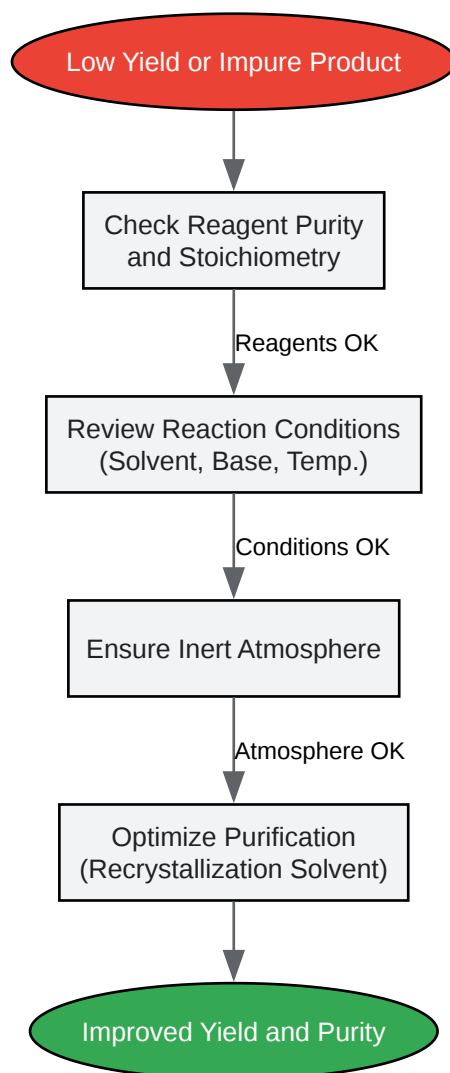 Low Yield or Impure Product
Check Reagent Purity
and Stoichiometry
Reagents OK
Review Reaction Conditions
(Solvent, Base, Temp.)
Conditions OK
Ensure Inert Atmosphere
Atmosphere OK
Optimize Purification
(Recrystallization Solvent)
Improved Yield and Purity